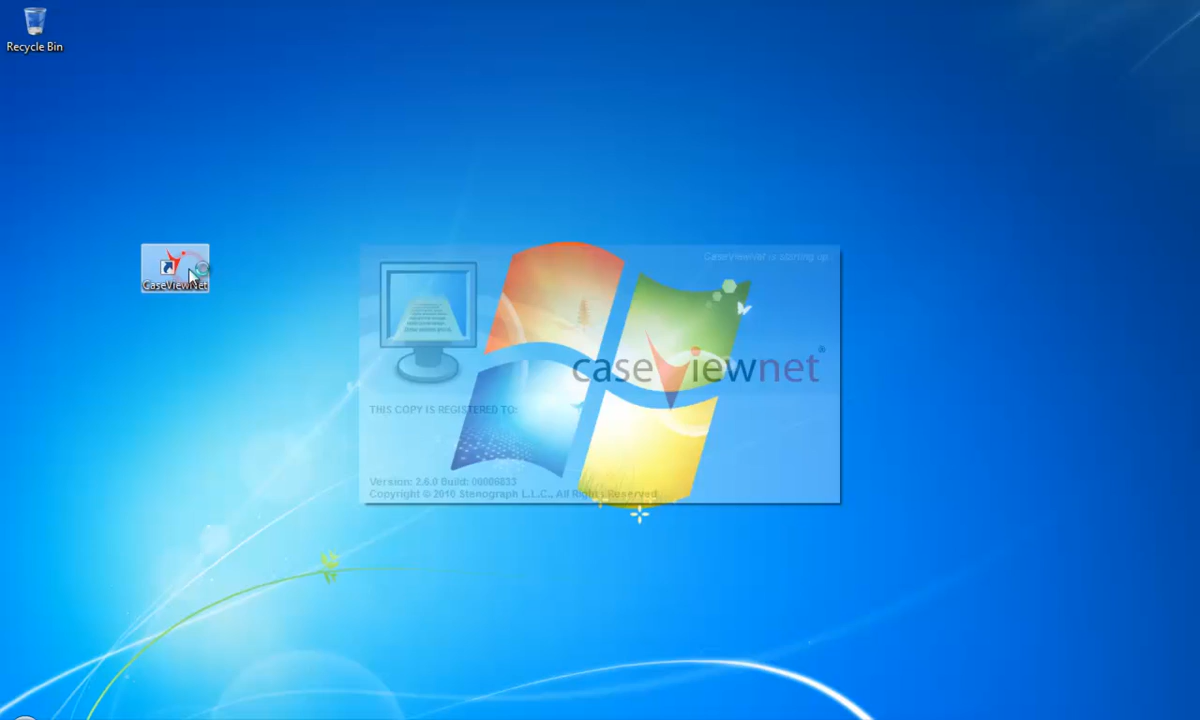 Recycle Bin
CaseViewNet
CaseViewNet is starting up
caseviewnet®
THIS COPY IS REGISTERED TO:
Version: 2.6.0 Build: 00006833
Copyright © 2010 Stenograph L.L.C., All Rights Reserved